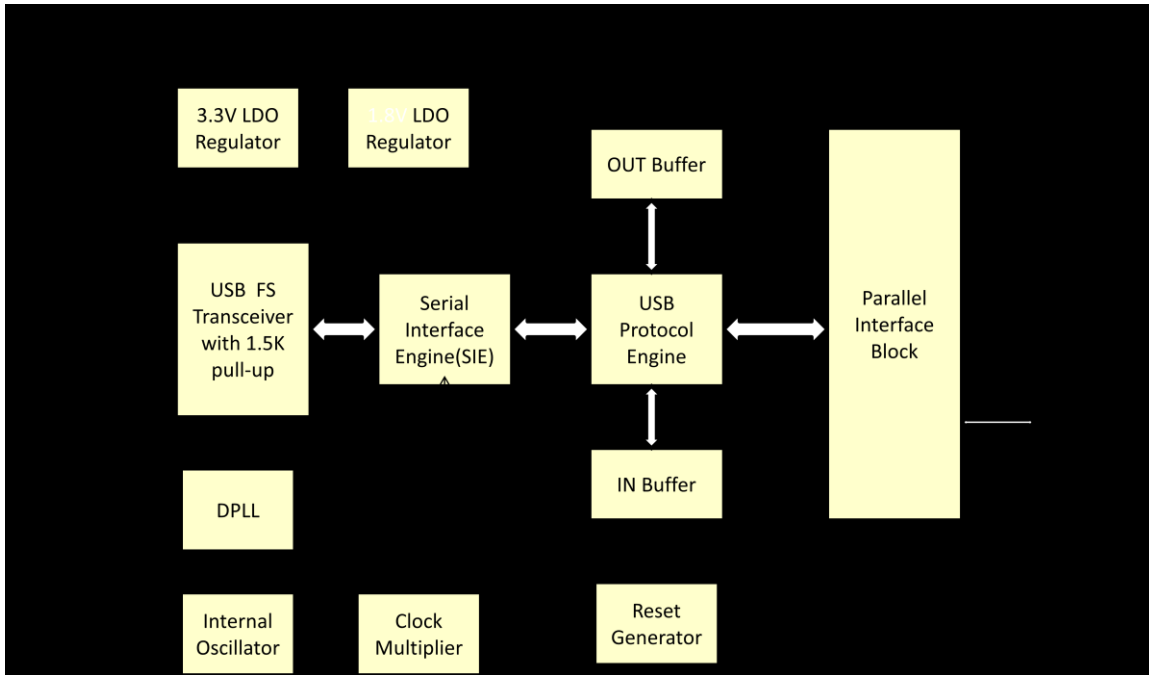 3.3V LDO
Regulator
1.8V LDO
Regulator
OUT Buffer
USB FS
Transceiver
with 1.5K
pull-up
Serial
Interface
Engine(SIE)
USB
Protocol
Engine
Parallel
Interface
Block
IN Buffer
DPLL
Internal
Oscillator
Clock
Multiplier
Reset
Generator